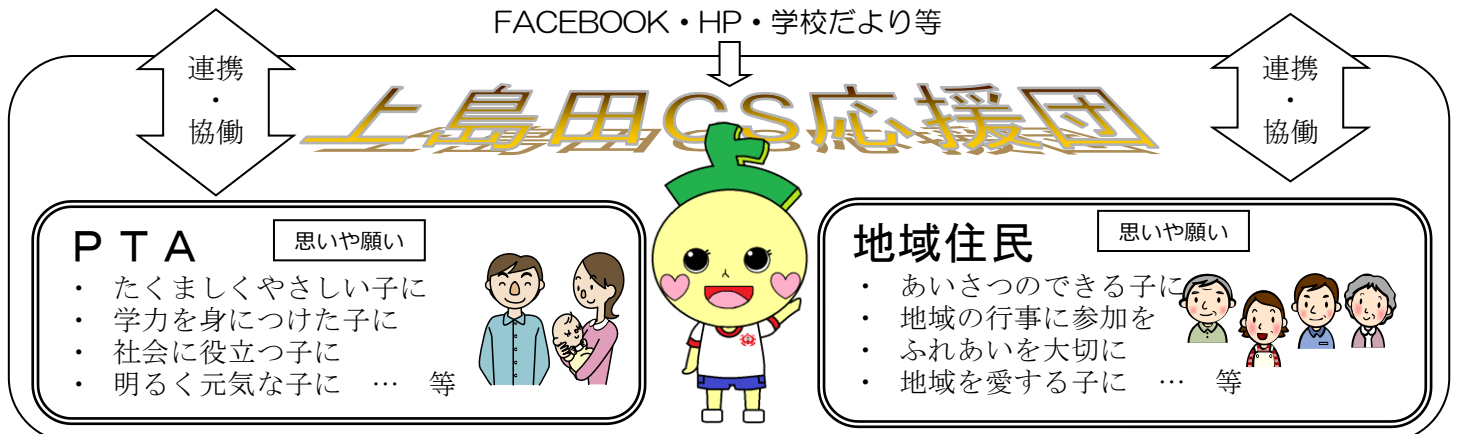 FACEBOOK・HP・学校だより等
連携
・
協働
連携
・
協働
上島田CS応援団
ＰＴＡ
思いや願い
・ たくましくやさしい子に
・ 学力を身につけた子に
・ 社会に役立つ子に
・ 明るく元気な子に … 等
地域住民
思いや願い
・ あいさつのできる子に
・ 地域の行事に参加を
・ ふれあいを大切に
・ 地域を愛する子に … 等